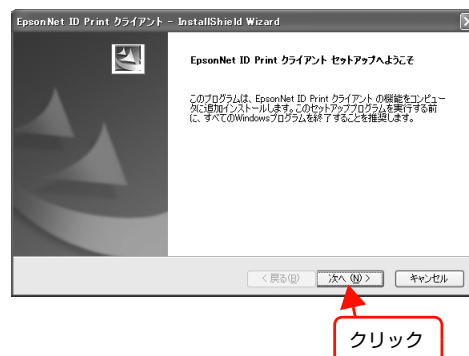 EpsonNet ID Print クライアント - InstallShield Wizard
EpsonNet ID Print クライアント セットアップへようこそ
このプログラムは、EpsonNet ID Print クライアント の機能をコンピュー
タに追加インストールします。このセットアッププログラムを実行する前
に、すべてのWindowsプログラムを終了することを推奨します。
< 戻る(B)
次へ (N) >
キャンセル
クリック